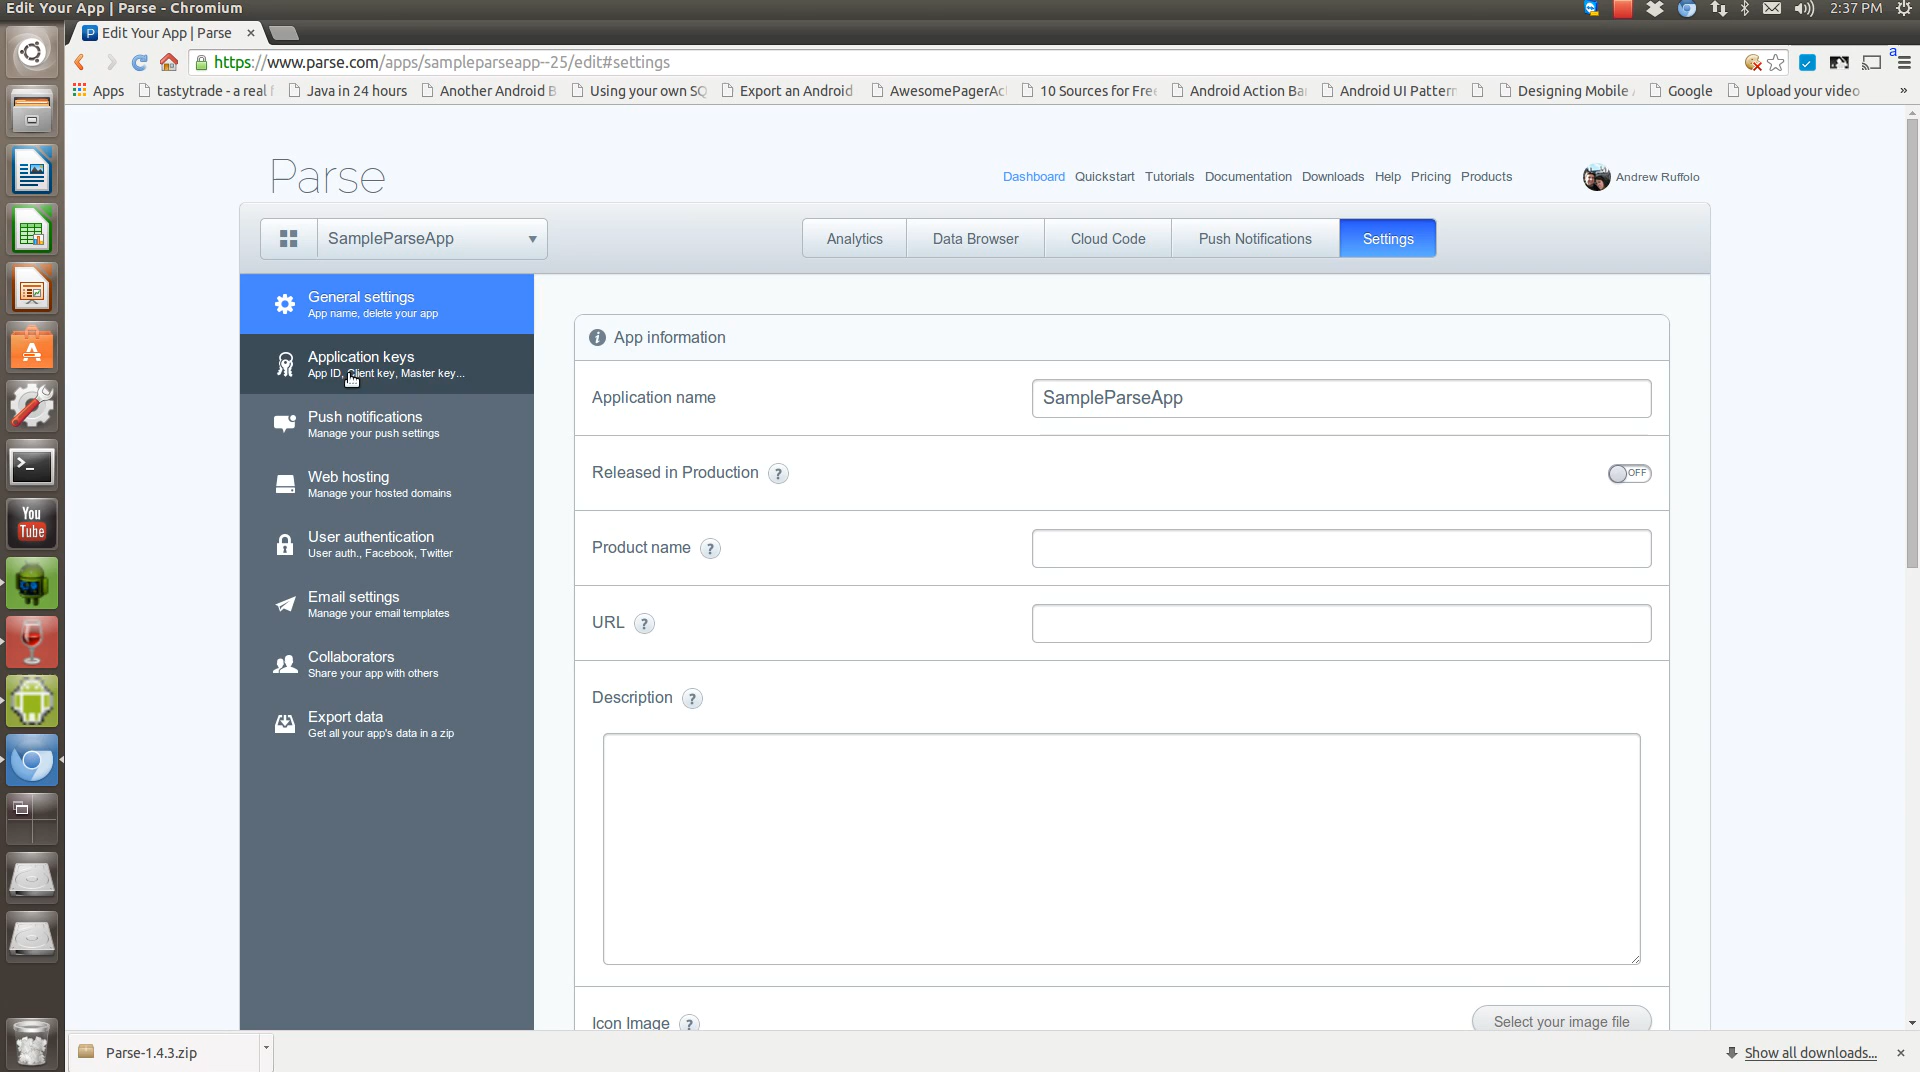 Edit Your App | Parse - Chromium
2:37 PM
Edit Your App | Parse
https://www.parse.com/apps/sampleparseapp--25/edit#settings
a
Apps
tastytrade - a real
Java in 24 hours
Another Android B
Using your own SQ
Export an Android
AwesomePagerAc
10 Sources for Fre
Android Action Ba
Android UI Pattern
Designing Mobile
Google
Upload your video
»
Parse
Dashboard Quickstart Tutorials Documentation Downloads Help Pricing Products
Andrew Ruffolo
SampleParseApp
Analytics
Data Browser
Cloud Code
Push Notifications
Settings
General settings
App name, delete your app
Application keys
App ID, Client key, Master key...
Push notifications
Manage your push settings
Web hosting
Manage your hosted domains
User authentication
User auth., Facebook, Twitter
Email settings
Manage your email templates
Collaborators
Share your app with others
Export data
Get all your app's data in a zip
App information
Application name
SampleParseApp
Released in Production ?
OFF
Product name ?
URL ?
Description ?
Icon Image ?
Select your image file
You
Tube
Parse-1.4.3.zip
Show all downloads...